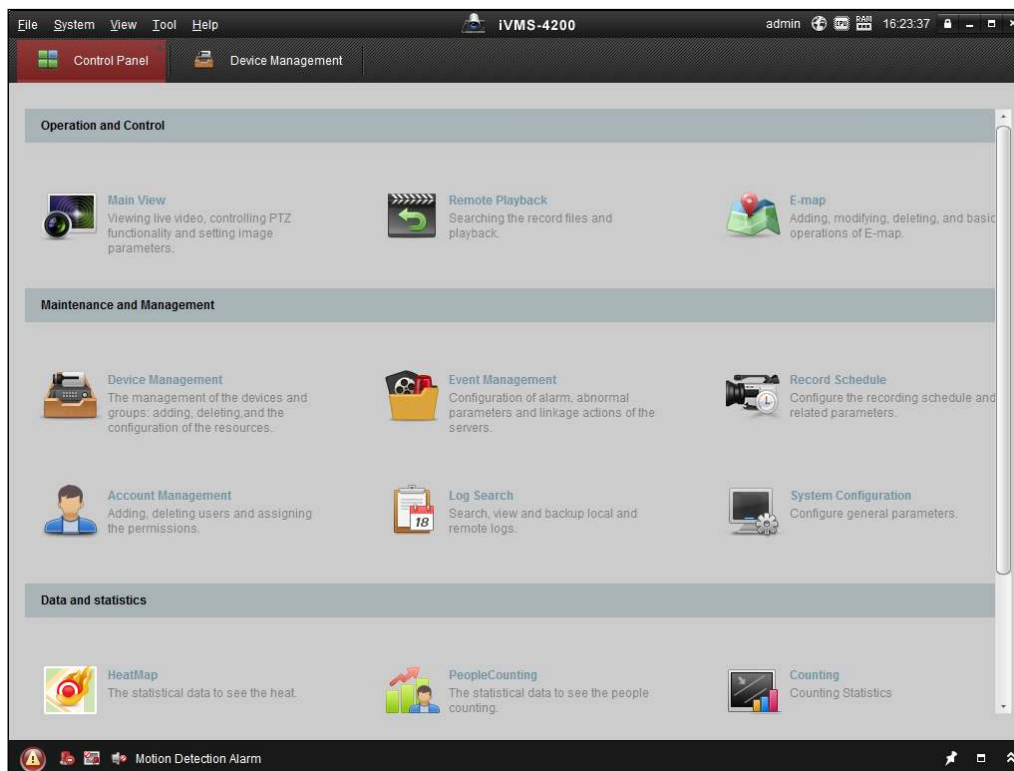 File System View Tool Help iVMS-4200 admin CPU RAM 16:23:37
Control Panel Device Management
Operation and Control
Main View
Viewing live video, controlling PTZ
functionality and setting image
parameters.
Remote Playback
Searching the record files and
playback.
E-map
Adding, modifying, deleting, and basic
operations of E-map.
Maintenance and Management
Device Management
The management of the devices and
groups: adding, deleting,and the
configuration of the resources.
Event Management
Configuration of alarm, abnormal
parameters and linkage actions of the
servers.
Record Schedule
Configure the recording schedule and
related parameters.
Account Management
Adding, deleting users and assigning
the permissions.
Log Search
Search, view and backup local and
remote logs.
18
System Configuration
Configure general parameters.
Data and statistics
HeatMap
The statistical data to see the heat.
PeopleCounting
The statistical data to see the people
counting.
Counting
Counting Statistics
Motion Detection Alarm